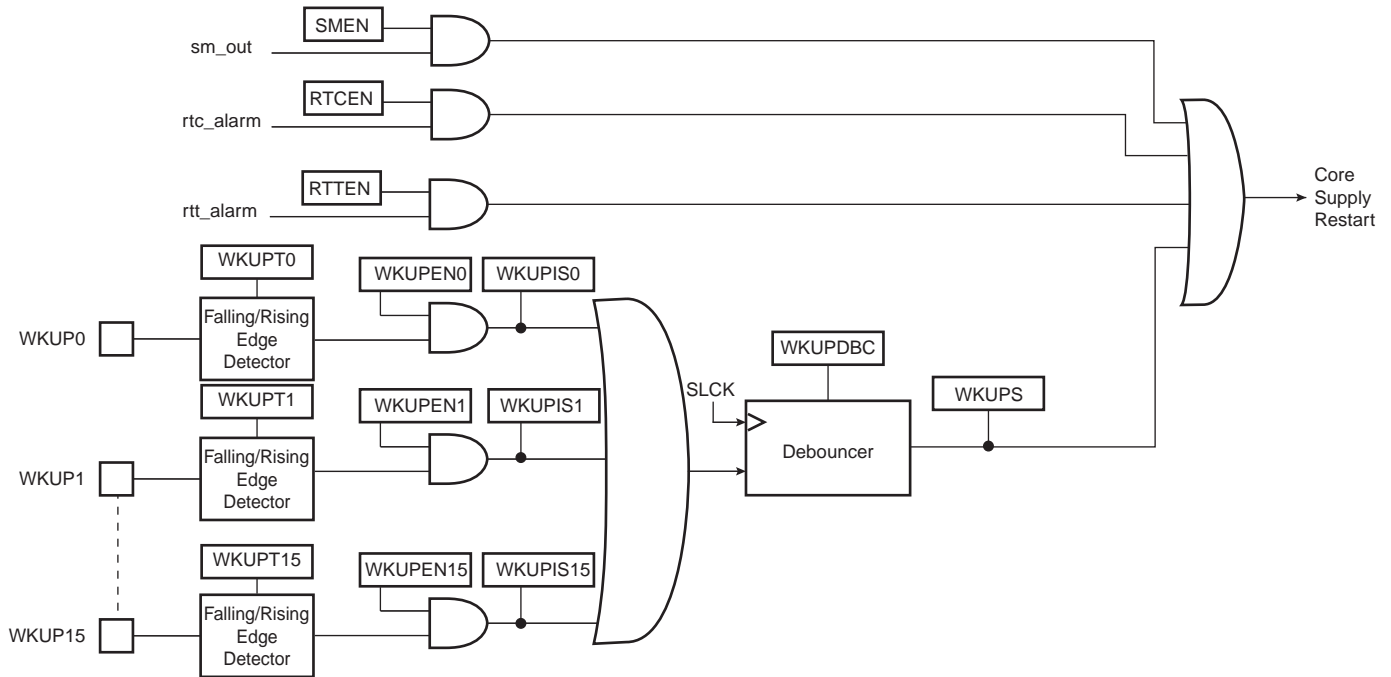 SMEN
sm_out
RTCEN
rtc_alarm
RTTEN
rtt_alarm
Core
Supply
Restart
WKUPT0
WKUPEN0
WKUPIS0
Falling/Rising
Edge
Detector
WKUP0
WKUPDBC
WKUPT1
WKUPEN1
WKUPIS1
SLCK
WKUPS
Falling/Rising
Edge
Detector
WKUP1
Debouncer
WKUPT15
WKUPEN15
WKUPIS15
Falling/Rising
Edge
Detector
WKUP15